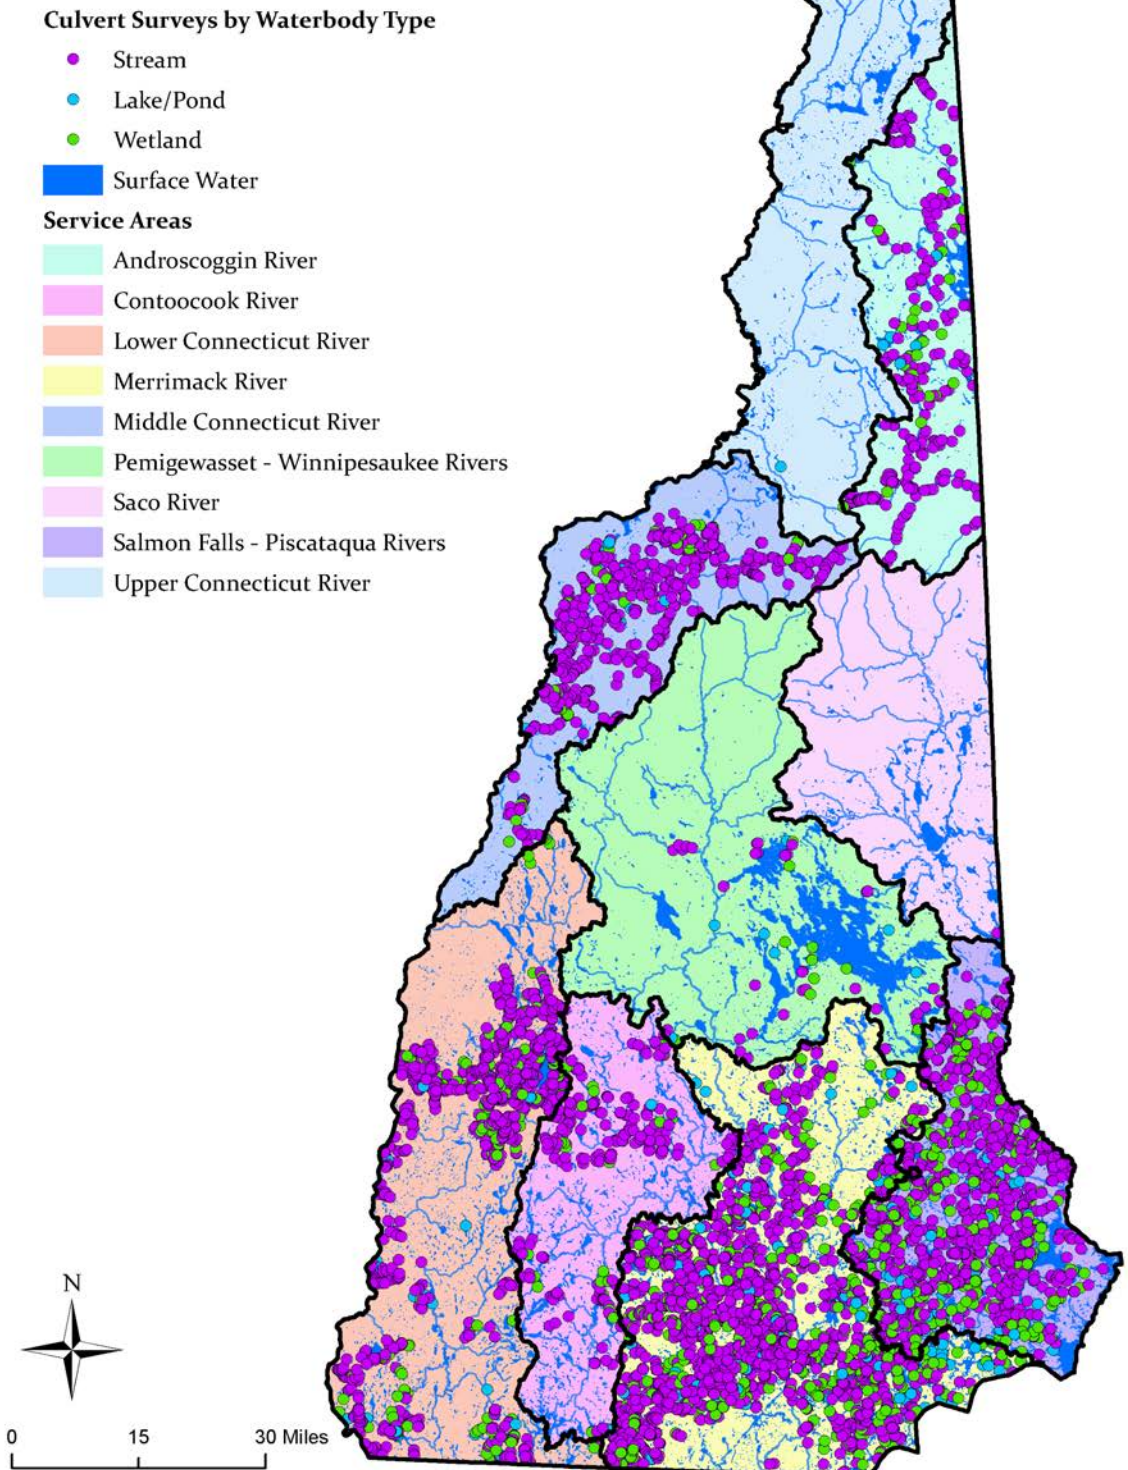 Culvert Surveys by Waterbody Type
Stream
Lake/Pond
Wetland
Surface Water
Service Areas
Androscoggin River
Contoocook River
Lower Connecticut River
Merrimack River
Middle Connecticut River
Pemigewasset - Winnipesaukee Rivers
Saco River
Salmon Falls - Piscataqua Rivers
Upper Connecticut River
N
0 15 30 Miles